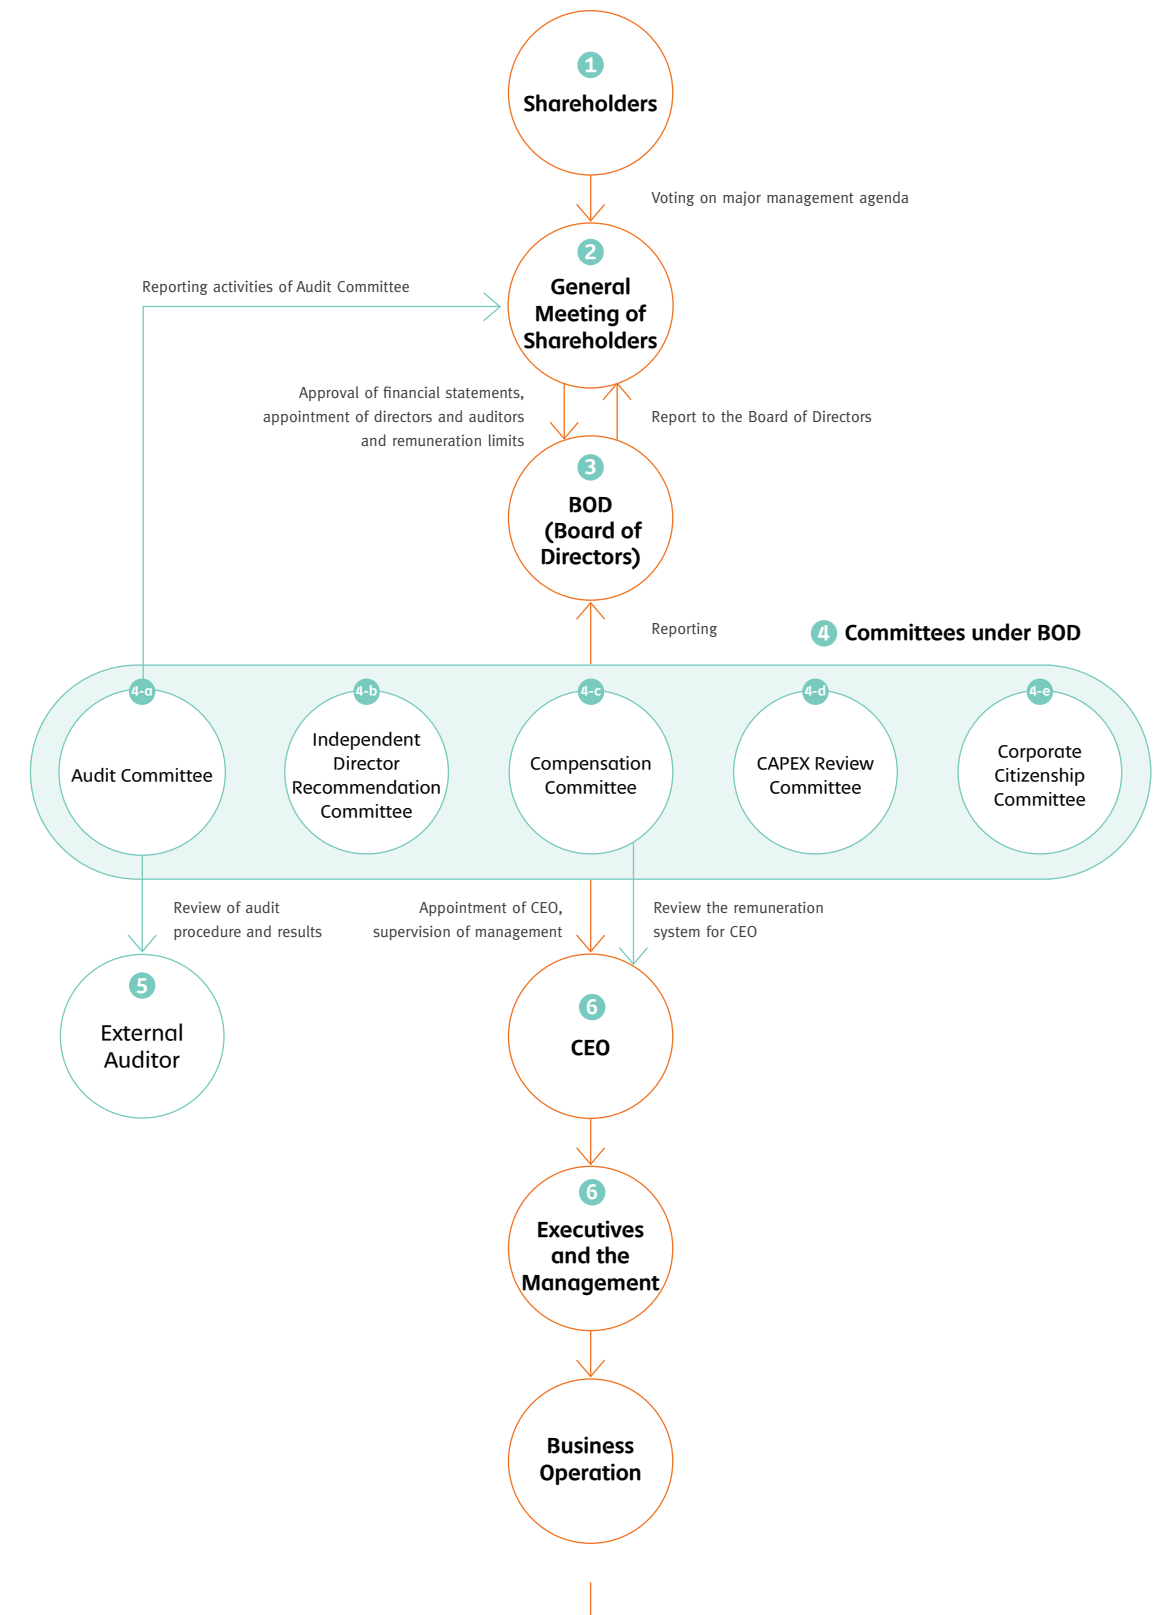 1
Shareholders
Voting on major management agenda
2
General
Meeting of
Shareholders
Reporting activities of Audit Committee
Approval of financial statements,
appointment of directors and auditors
and remuneration limits
Report to the Board of Directors
3
BOD
(Board of
Directors)
Reporting
4 Committees under BOD
4-a
Audit Committee
4-b
Independent
Director
Recommendation
Committee
4-c
Compensation
Committee
4-d
CAPEX Review
Committee
4-e
Corporate
Citizenship
Committee
Review of audit
procedure and results
Appointment of CEO,
supervision of management
Review the remuneration
system for CEO
5
External
Auditor
6
CEO
6
Executives
and the
Management
Business
Operation